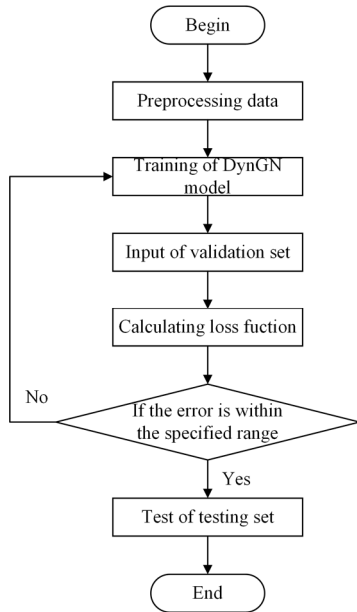 Begin
Preprocessing data
Training of DynGN
model
Input of validation set
Calculating loss fuction
If the error is within
the specified range
No
Yes
Test of testing set
End